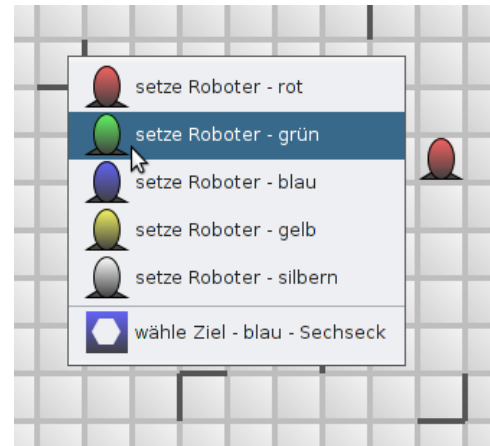 setze Roboter - rot
setze Roboter - grün
setze Roboter - blau
setze Roboter - gelb
setze Roboter - silbern
wähle Ziel - blau - Sechseck